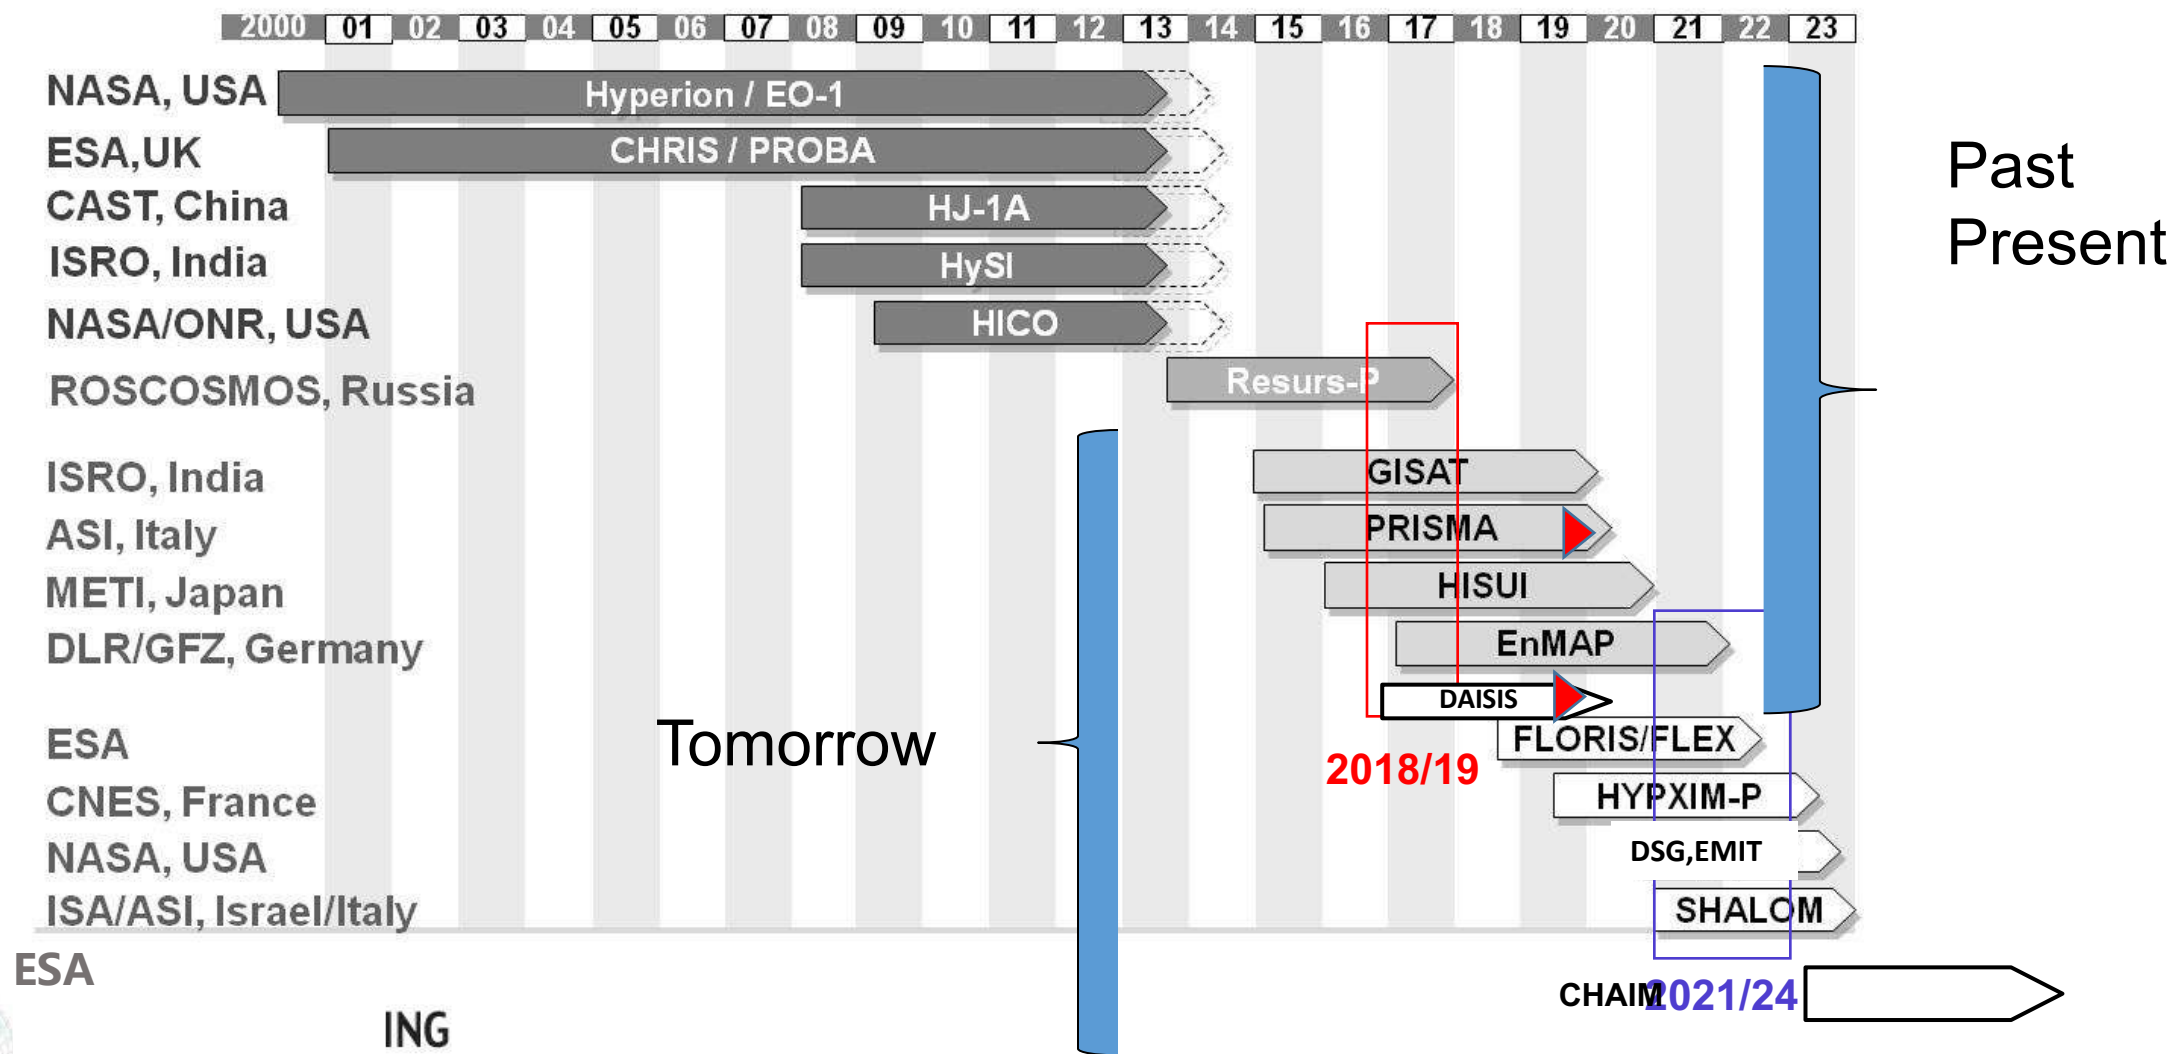 2000 01 02 03 04 05 06 07 08 09 10 11 12 13 14 15 16 17 18 19 20 21 22 23
NASA, USA Hyperion / EO-1
ESA,UK CHRIS / PROBA
CAST, China HJ-1A
ISRO, India HySI
NASA/ONR, USA HICO
ROSCOSMOS, Russia Resurs-P
Past
Present
ISRO, India GISAT
ASI, Italy PRISMA
METI, Japan HISUI
DLR/GFZ, Germany EnMAP
DAISIS
ESA FLORIS/FLEX
Tomorrow
2018/19
CNES, France HYPXIM-P
NASA, USA DSG,EMIT
ISA/ASI, Israel/Italy SHALOM
ESA
CHAIM 2021/24
ING